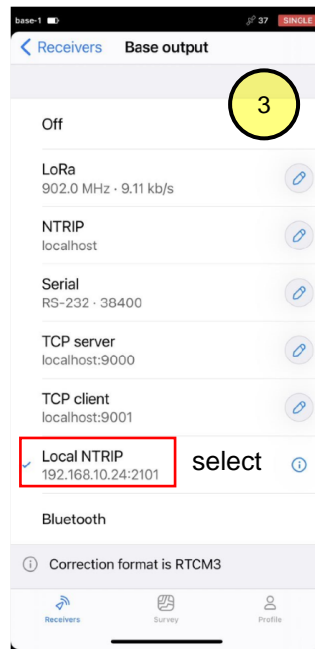 base-1 37 SINGLE
Receivers Base output
3
Off
LoRa
902.0 MHz · 9.11 kb/s
NTRIP
localhost
Serial
RS-232 · 38400
TCP server
localhost:9000
TCP client
localhost:9001
Local NTRIP
192.168.10.24:2101
select
Bluetooth
Correction format is RTCM3
Receivers Survey Profile